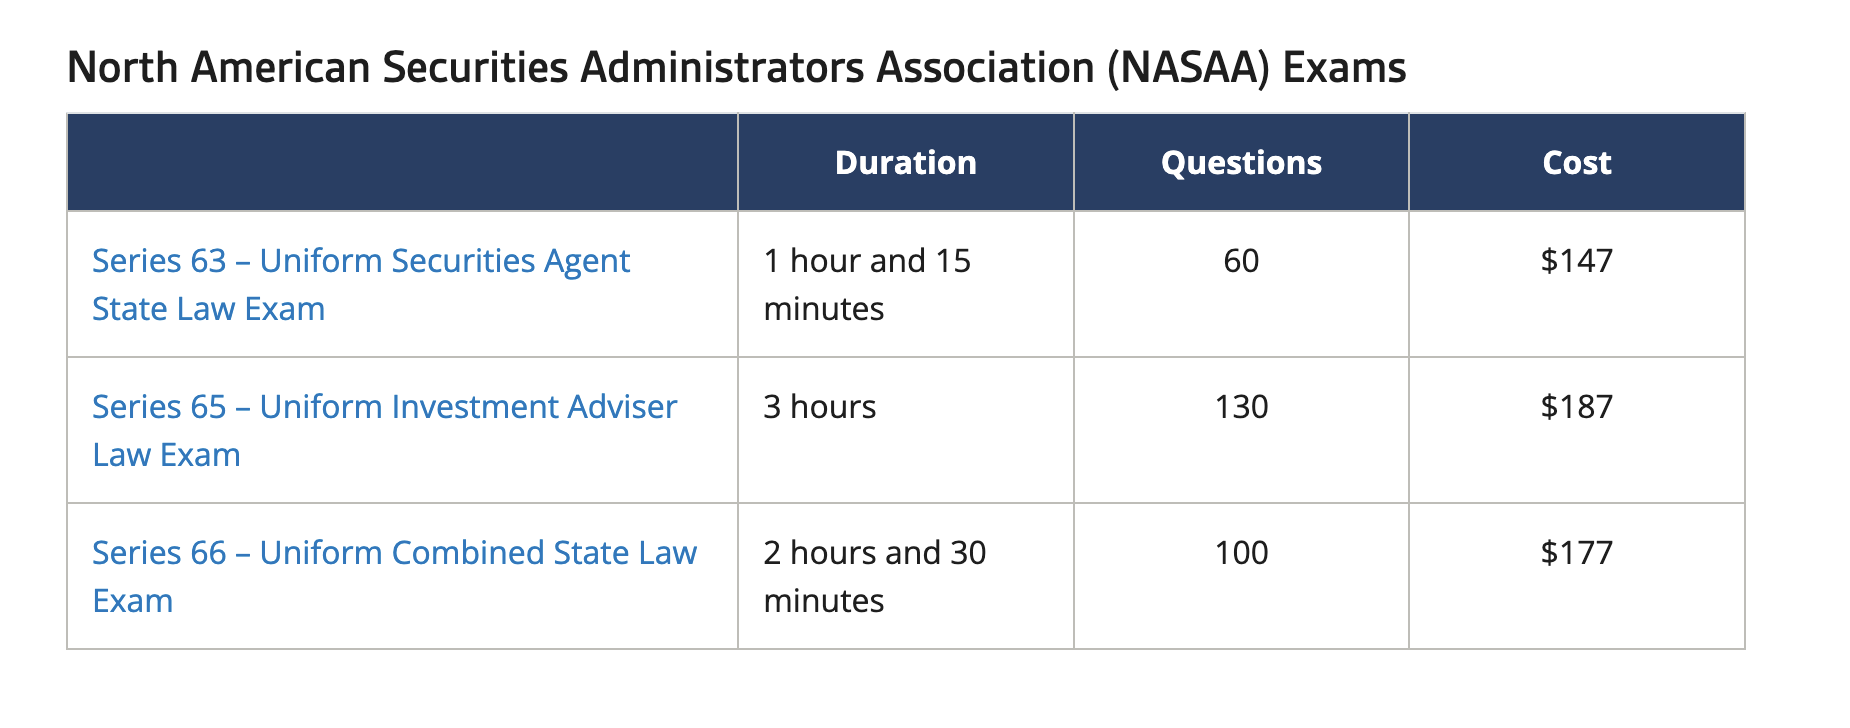 North American Securities Administrators Association (NASAA) Exams
Duration Questions Cost
Series 63 – Uniform Securities Agent 1 hour and 15 60 $147
State Law Exam minutes
Series 65 – Uniform Investment Adviser 3 hours 130 $187
Law Exam
Series 66 – Uniform Combined State Law 2 hours and 30 100 $177
Exam minutes